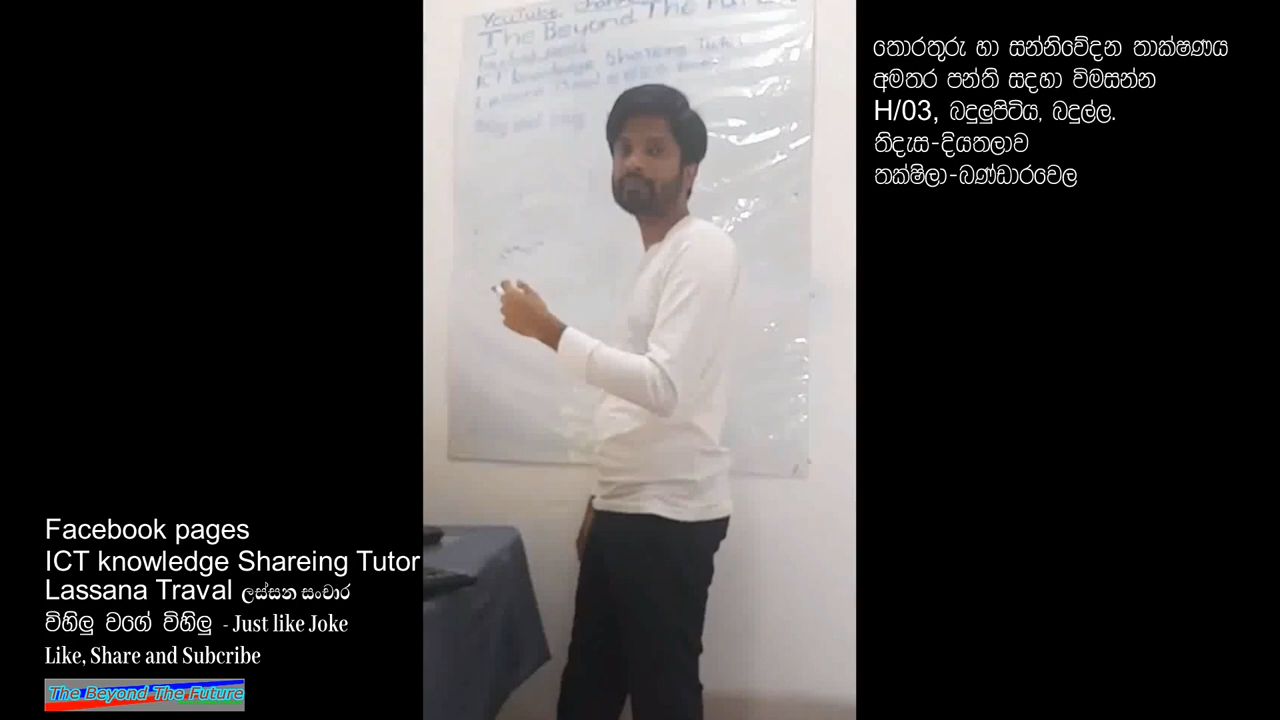 YouTube
The Beyond The Future
තොරතුරු හා සන්නිවේදන තාක්ෂණය
අමතර පන්ති සදහා විමසන්න
H/03, බදුලුපිටිය, බදුල්ල.
තිදැස-දියතලාව
තක්ෂිලා-බණ්ඩාරවෙල
Facebook pages
ICT knowledge Shareing Tutor
Lassana Traval ලස්සන සංචාර
විහිලු වගේ විහිලු - Just like Joke
Like, Share and Subcribe
The Beyond The Future